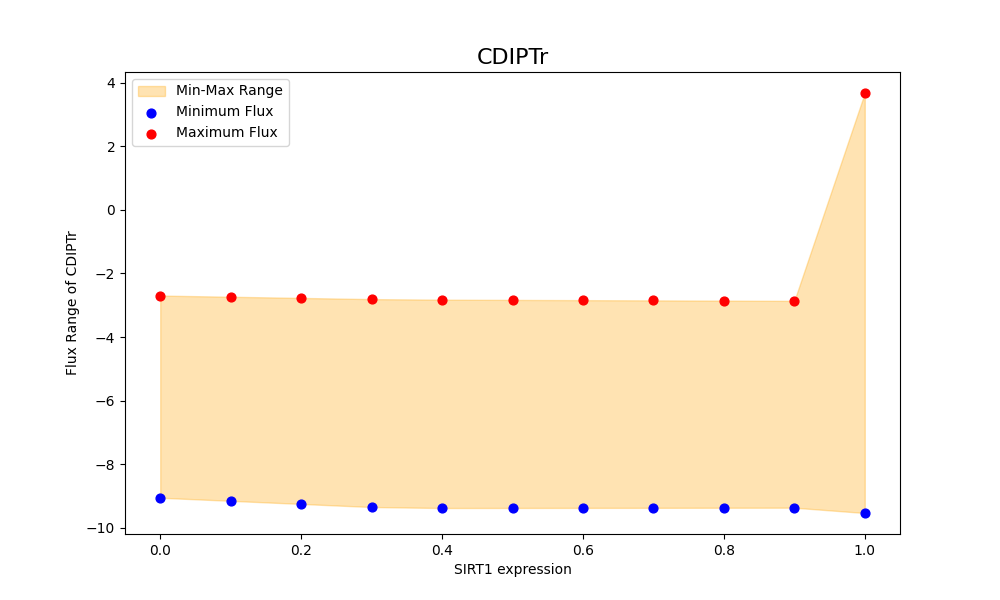 CDIPTr
Min-Max Range
Minimum Flux
Maximum Flux
Flux Range of CDIPTr
4
2
0
−2
−4
−6
−8
−10
0.0 0.2 0.4 0.6 0.8 1.0
SIRT1 expression